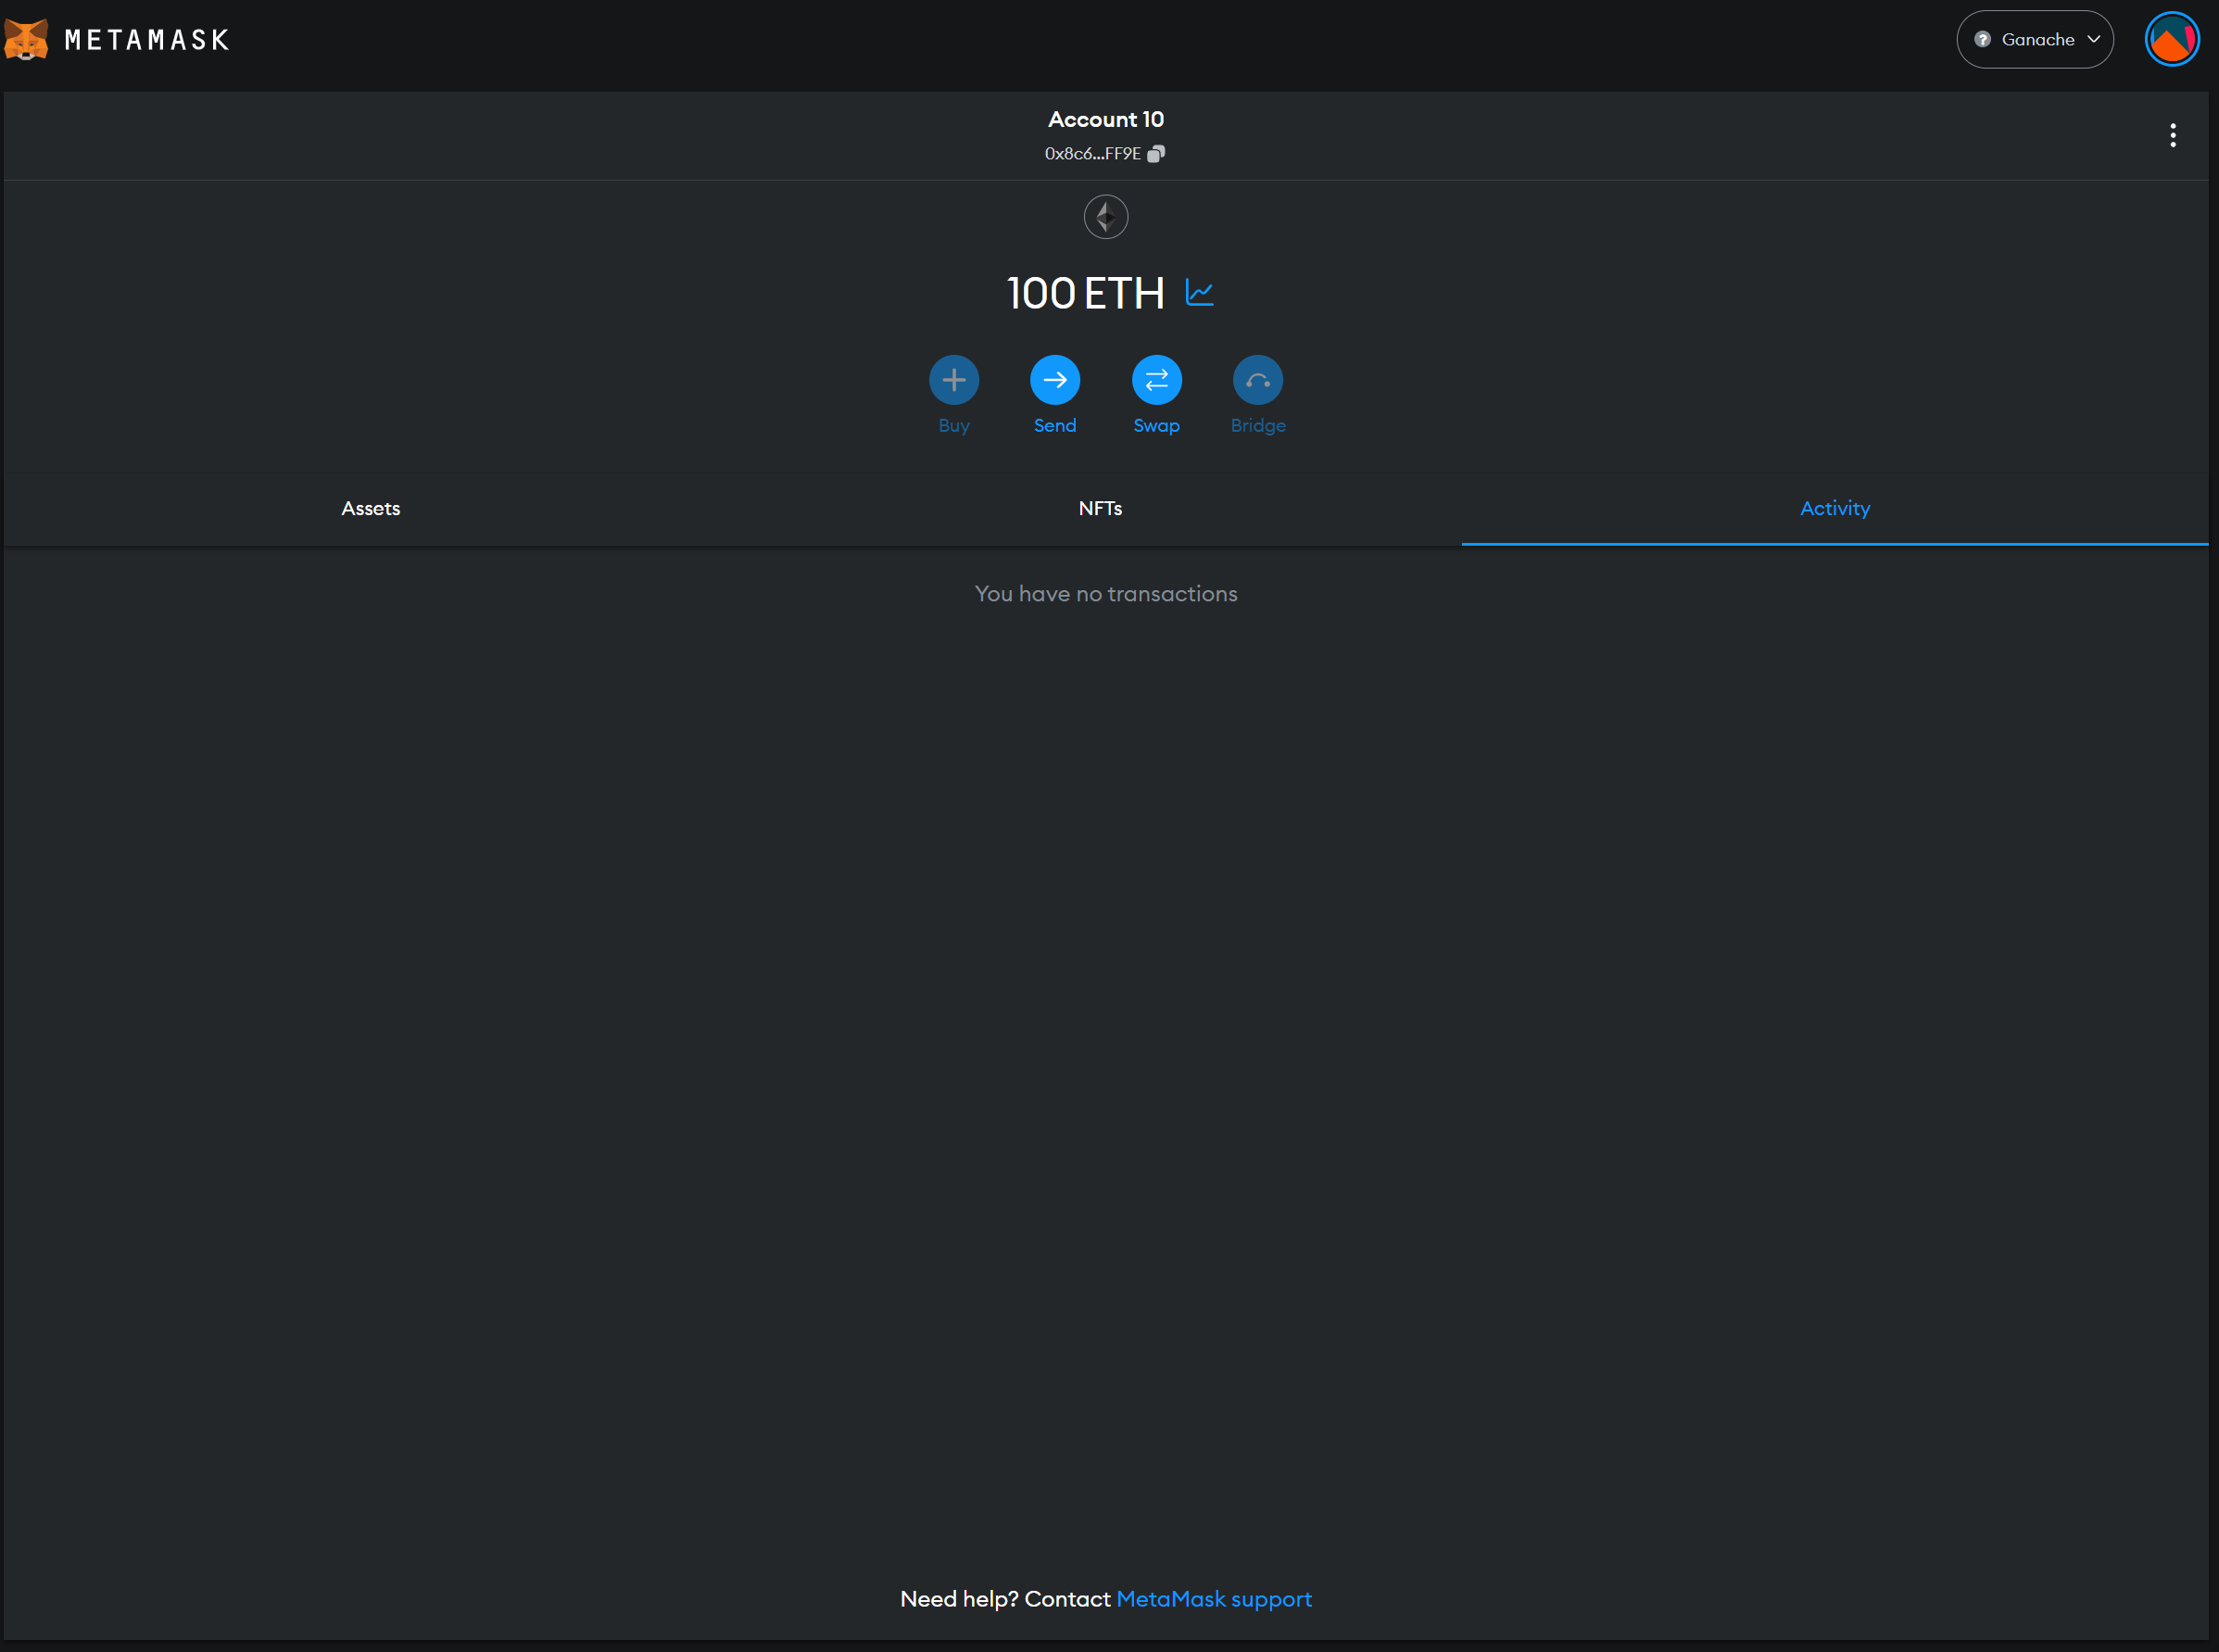 METAMASK
Ganache
Account 10
0x8c6...FF9E
100 ETH
Buy Send Swap Bridge
Assets NFTs Activity
You have no transactions
Need help? Contact MetaMask support